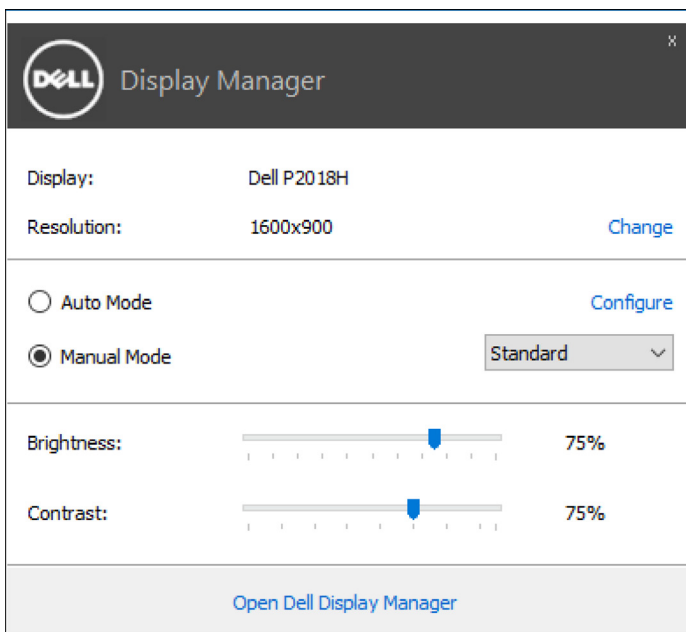 x
DELL Display Manager
Display: Dell P2018H
Resolution: 1600x900 Change
Auto Mode Configure
Manual Mode Standard
Brightness: 75%
Contrast: 75%
Open Dell Display Manager